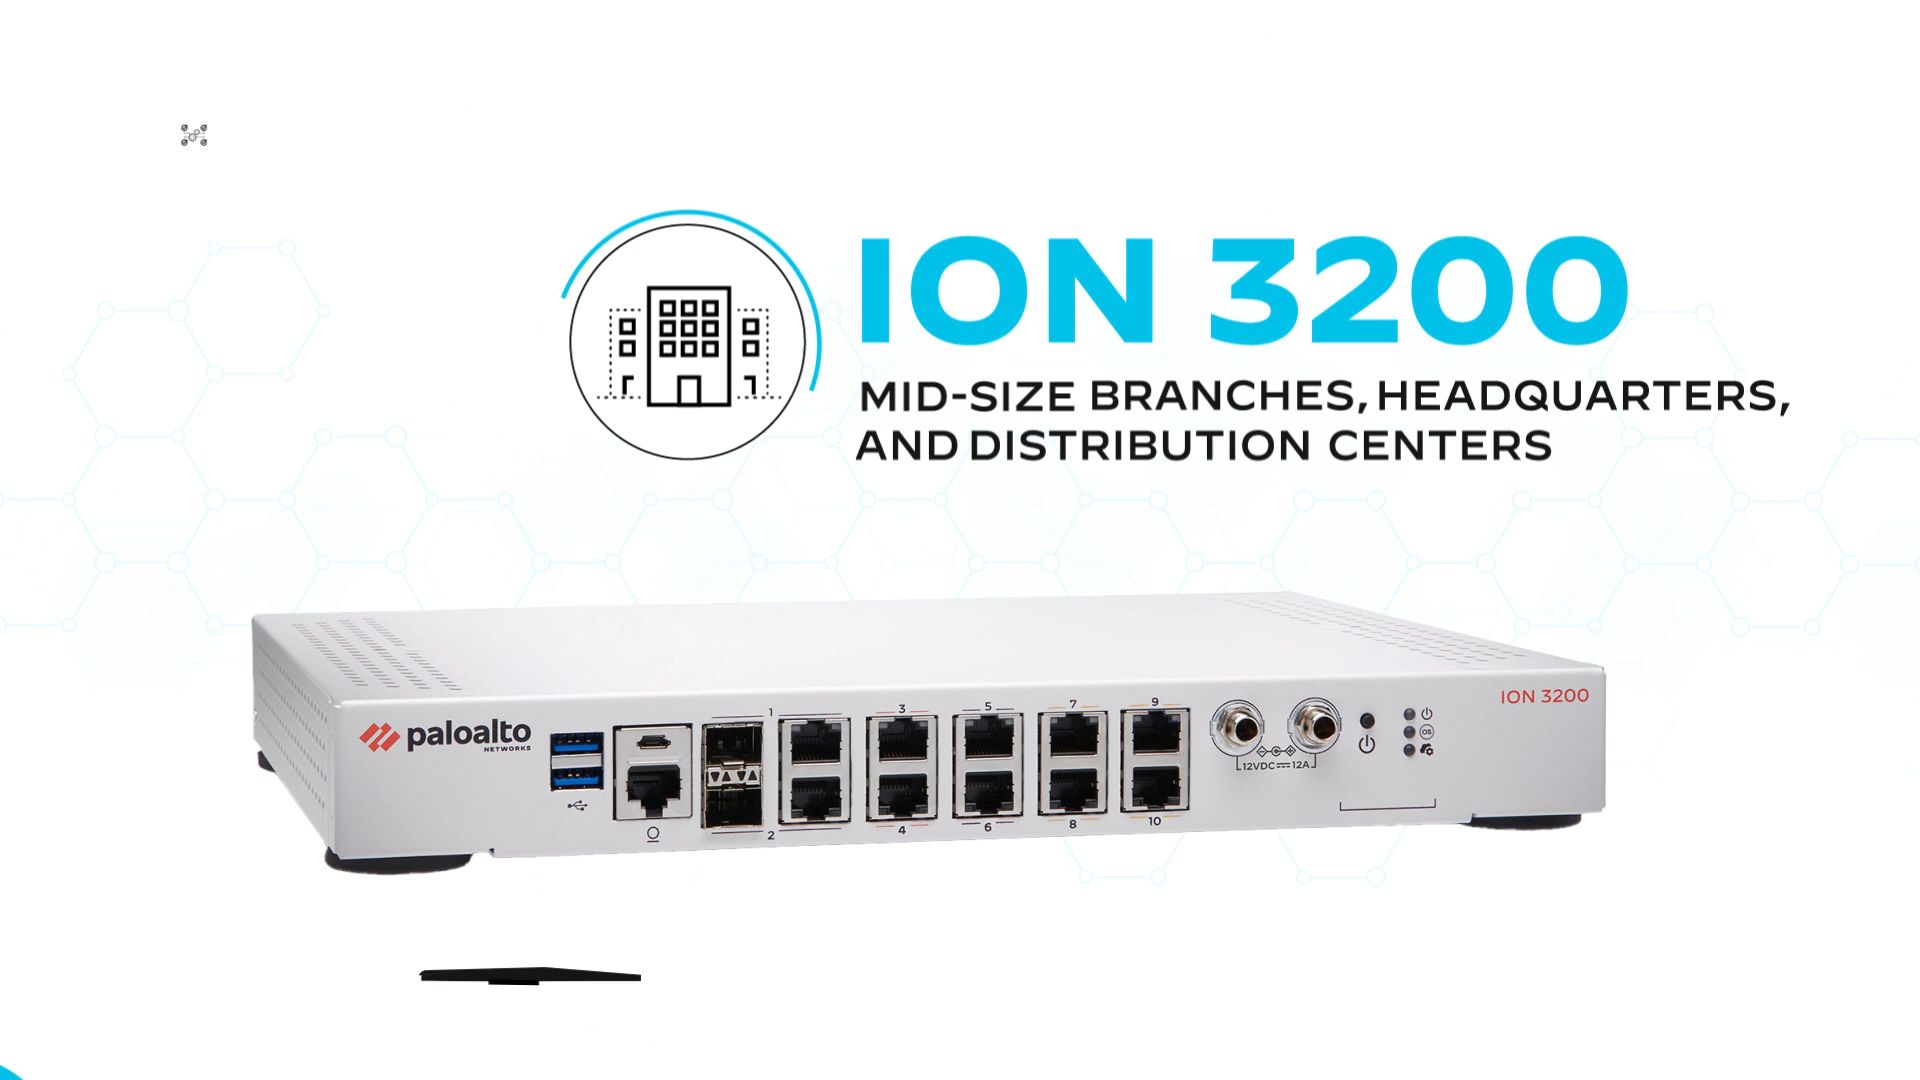 ION 3200
MID-SIZE BRANCHES, HEADQUARTERS,
AND DISTRIBUTION CENTERS
ION 3200
paloalto
NETWORKS
1 3 5 7 9
OS
12VDC 12A
2 4 6 8 10